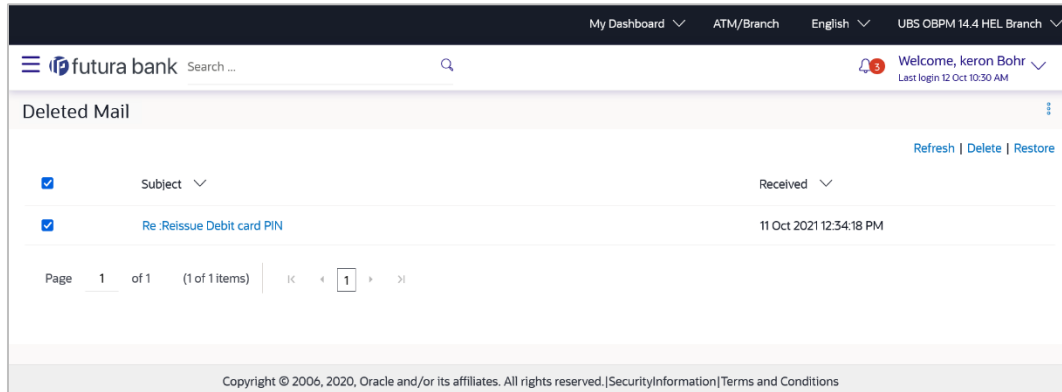 My Dashboard ATM/Branch English UBS OBPM 14.4 HEL Branch
futura bank Search ... 3 Welcome, keron Bohr
Last login 12 Oct 10:30 AM
Deleted Mail
Refresh | Delete | Restore
Subject Received
Re :Reissue Debit card PIN 11 Oct 2021 12:34:18 PM
Page 1 of 1 (1 of 1 items) 1
Copyright © 2006, 2020, Oracle and/or its affiliates. All rights reserved.|SecurityInformation|Terms and Conditions